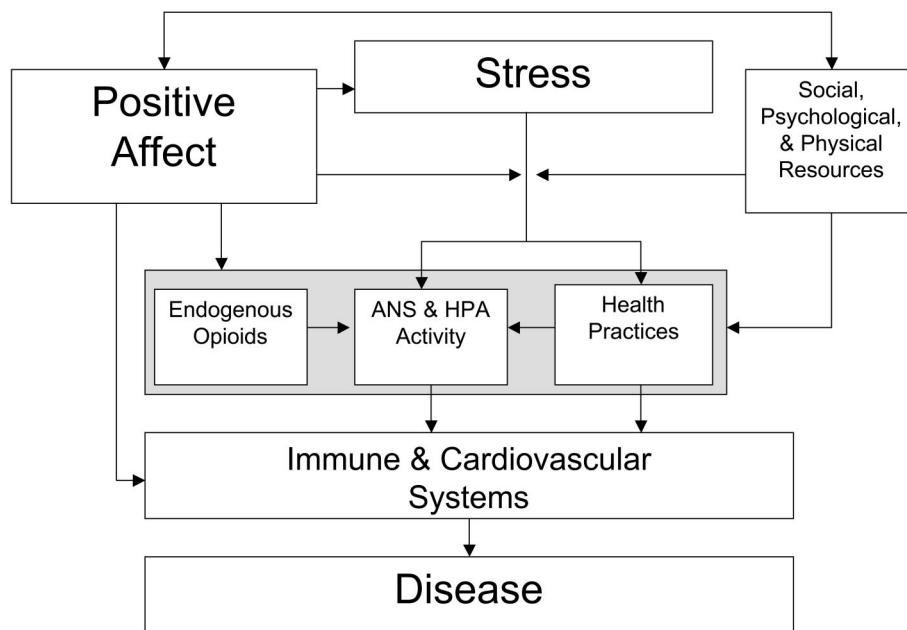 Positive
Affect
Stress
Social,
Psychological,
& Physical
Resources
Endogenous
Opioids
ANS & HPA
Activity
Health
Practices
Immune & Cardiovascular
Systems
Disease